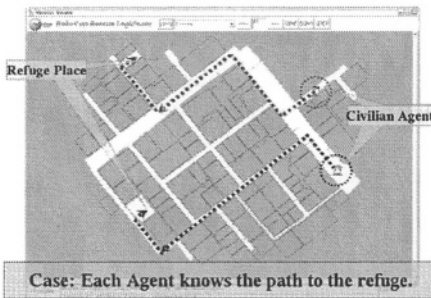 Refuge Place
Civilian Agent
Case: Each Agent knows the path to the refuge.